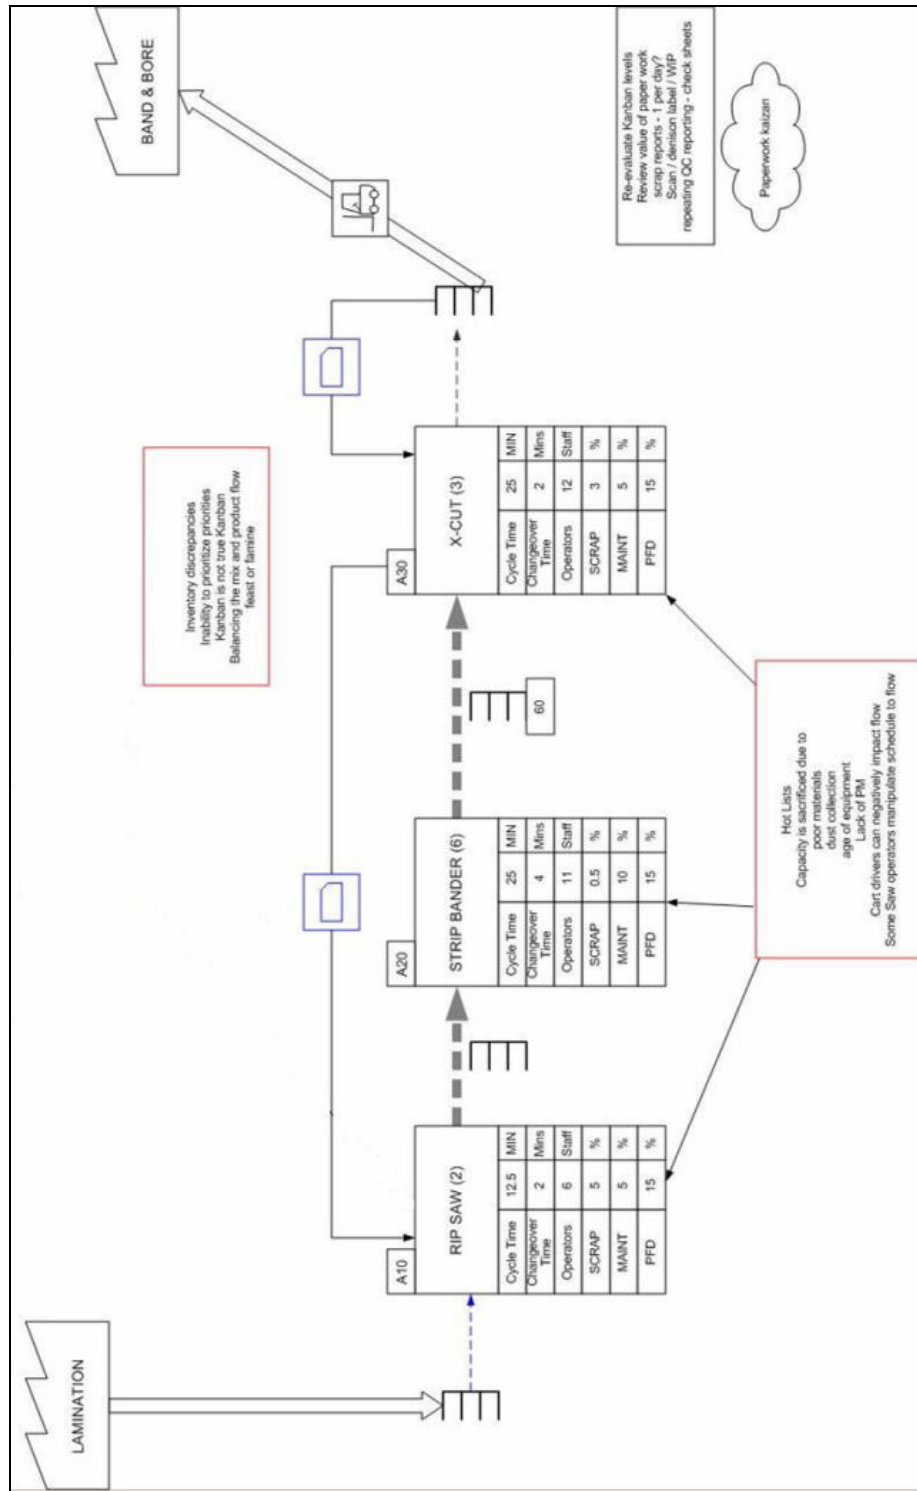 LAMINATION
BAND & BORE
Inventory discrepancies
Inability to prioritize priorities
Kanban is not true Kanban
Balancing the mix and product flow
feast or famine
A10
RIP SAW (2)
Cycle Time 12.5 MIN
Changeover Time 2 Mins
Operators 6 Staff
SCRAP 5 %
MAINT 5 %
PFD 15 %
A20
STRIP BANDER (6)
Cycle Time 25 MIN
Changeover Time 4 Mins
Operators 11 Staff
SCRAP 0.5 %
MAINT 10 %
PFD 15 %
60
A30
X-CUT (3)
Cycle Time 25 MIN
Changeover Time 2 Mins
Operators 12 Staff
SCRAP 3 %
MAINT 5 %
PFD 15 %
Hot Lists
Capacity is sacrificed due to
poor materials
dust collection
age of equipment
Lack of PM
Cart drivers can negatively impact flow
Some Saw operators manipulate schedule to flow
Re-evaluate Kanban levels
Review value of paper work
scrap reports - 1 per day?
Scan / denison label / WIP
repeating QC reporting - check sheets
Paperwork kaizan